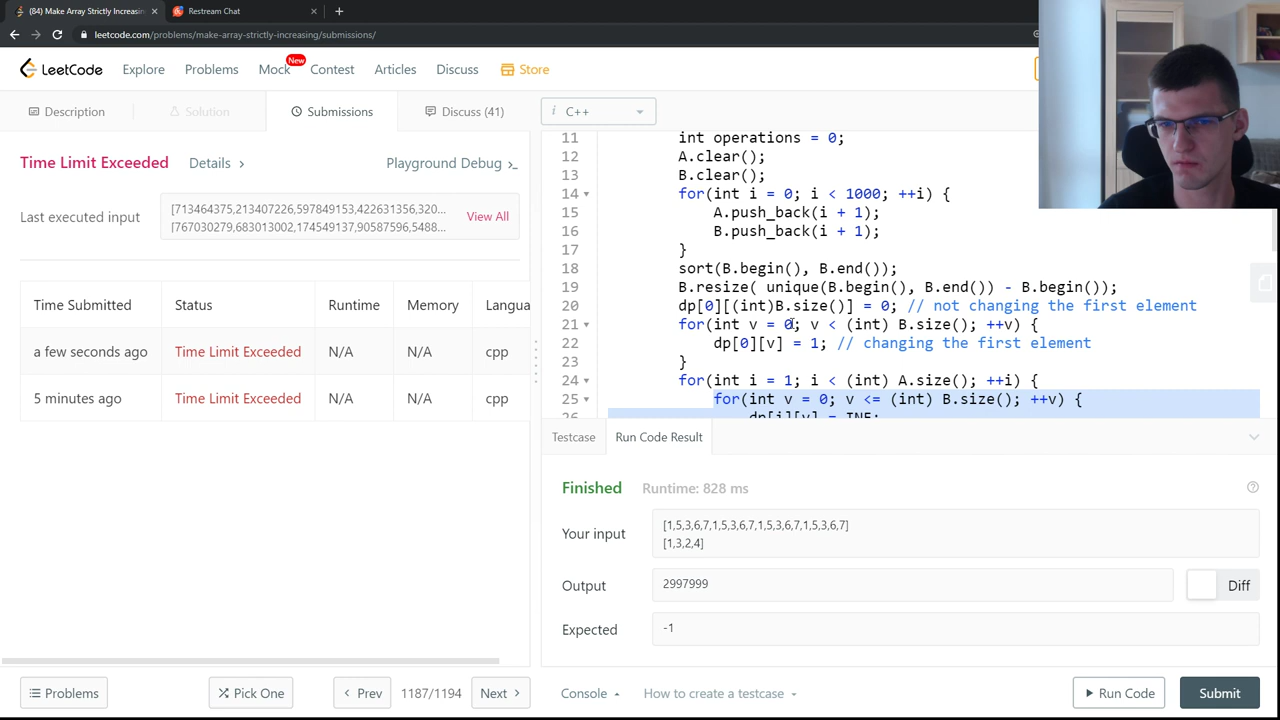 (84) Make Array Strictly Increasin
Restream Chat
leetcode.com/problems/make-array-strictly-increasing/submissions/
LeetCode
Explore
Problems
Mock
New
Contest
Articles
Discuss
Store
Description
Solution
Submissions
Discuss (41)
i C++
Time Limit Exceeded
Details
Playground Debug
Last executed input
[713464375,213407226,597849153,422631356,320...
[767030279,683013002,174549137,90587596,5488...
View All
Time Submitted Status Runtime Memory Langua
a few seconds ago Time Limit Exceeded N/A N/A cpp
5 minutes ago Time Limit Exceeded N/A N/A cpp
11 int operations = 0;
12 A.clear();
13 B.clear();
14 for(int i = 0; i < 1000; ++i) {
15 A.push_back(i + 1);
16 B.push_back(i + 1);
17 }
18 sort(B.begin(), B.end());
19 B.resize( unique(B.begin(), B.end()) - B.begin());
20 dp[0][(int)B.size()] = 0; // not changing the first element
21 for(int v = 0; v < (int) B.size(); ++v) {
22 dp[0][v] = 1; // changing the first element
23 }
24 for(int i = 1; i < (int) A.size(); ++i) {
25 for(int v = 0; v <= (int) B.size(); ++v) {
26 dp[i][v] = INF;
Testcase
Run Code Result
Finished
Runtime: 828 ms
Your input
[1,5,3,6,7,1,5,3,6,7,1,5,3,6,7,1,5,3,6,7]
[1,3,2,4]
Output
2997999
Diff
Expected
-1
Problems
Pick One
Prev
1187/1194
Next
Console
How to create a testcase
Run Code
Submit